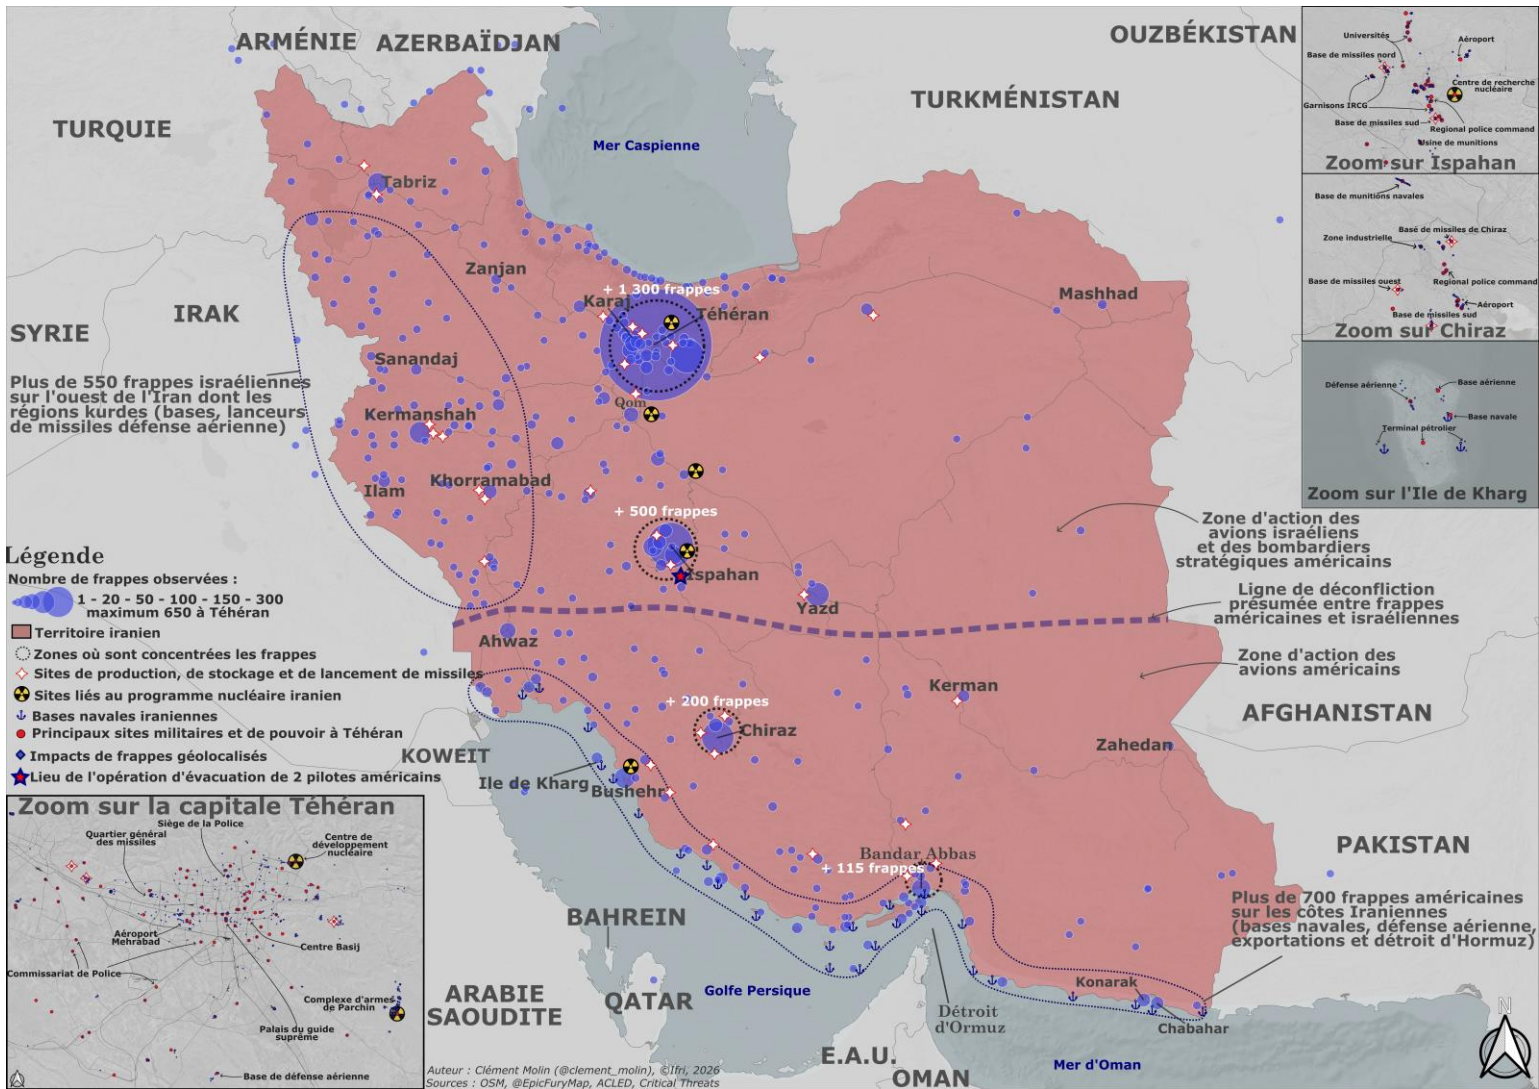 ARMÉNIE
AZERBAÏDJAN
OUZBÉKISTAN
TURQUIE
TURKMÉNISTAN
Mer Caspienne
Tabriz
Zanjan
+ 1 300 frappes
Karaj
Téhéran
Mashhad
IRAK
SYRIE
Sanandaj
Plus de 550 frappes israéliennes
sur l'ouest de l'Iran dont les
régions kurdes (bases, lanceurs
de missiles défense aérienne)
Kermanshah
Qom
Ilam
Khorramabad
+ 500 frappes
Ispahan
Yazd
Zone d'action des
avions israéliens
et des bombardiers
stratégiques américains
Ligne de déconfliction
présumée entre frappes
américaines et israéliennes
Zone d'action des
avions américains
Ahwaz
Kerman
+ 200 frappes
Chiraz
AFGHANISTAN
Zahedan
KOWEIT
Ile de Kharg
Bushehr
Bandar Abbas
+ 115 frappes
PAKISTAN
Plus de 700 frappes américaines
sur les côtes Iraniennes
(bases navales, défense aérienne,
exportations et détroit d'Hormuz)
BAHREIN
Konarak
Chabahar
ARABIE
SAOUDITE
QATAR
Golfe Persique
Détroit
d'Ormuz
E.A.U.
OMAN
Mer d'Oman
N
Légende
Nombre de frappes observées :
1 - 20 - 50 - 100 - 150 - 300
maximum 650 à Téhéran
Territoire iranien
Zones où sont concentrées les frappes
Sites de production, de stockage et de lancement de missiles
Sites liés au programme nucléaire iranien
Bases navales iraniennes
Principaux sites militaires et de pouvoir à Téhéran
Impacts de frappes géolocalisés
Lieu de l'opération d'évacuation de 2 pilotes américains
Zoom sur la capitale Téhéran
Siège de la Police
Quartier général
des missiles
Centre de
développement
nucléaire
Aéroport
Mehrabad
Centre Basij
Commissariat de Police
Complexe d'armes
de Parchin
Palais du guide
suprême
Base de défense aérienne
Auteur : Clément Molin (@clement_molin), ©Ifri, 2026
Sources : OSM, @EpicFuryMap, ACLED, Critical Threats
Universités
Aéroport
Base de missiles nord
Centre de recherche
nucléaire
Garnisons IRCG
Base de missiles sud
Regional police command
Usine de munitions
Zoom sur Ispahan
Base de munitions navales
Base de missiles de Chiraz
Zone industrielle
Base de missiles ouest
Regional police command
Aéroport
Base de missiles sud
Zoom sur Chiraz
Défense aérienne
Base aérienne
Base navale
Terminal pétrolier
Zoom sur l'Ile de Kharg